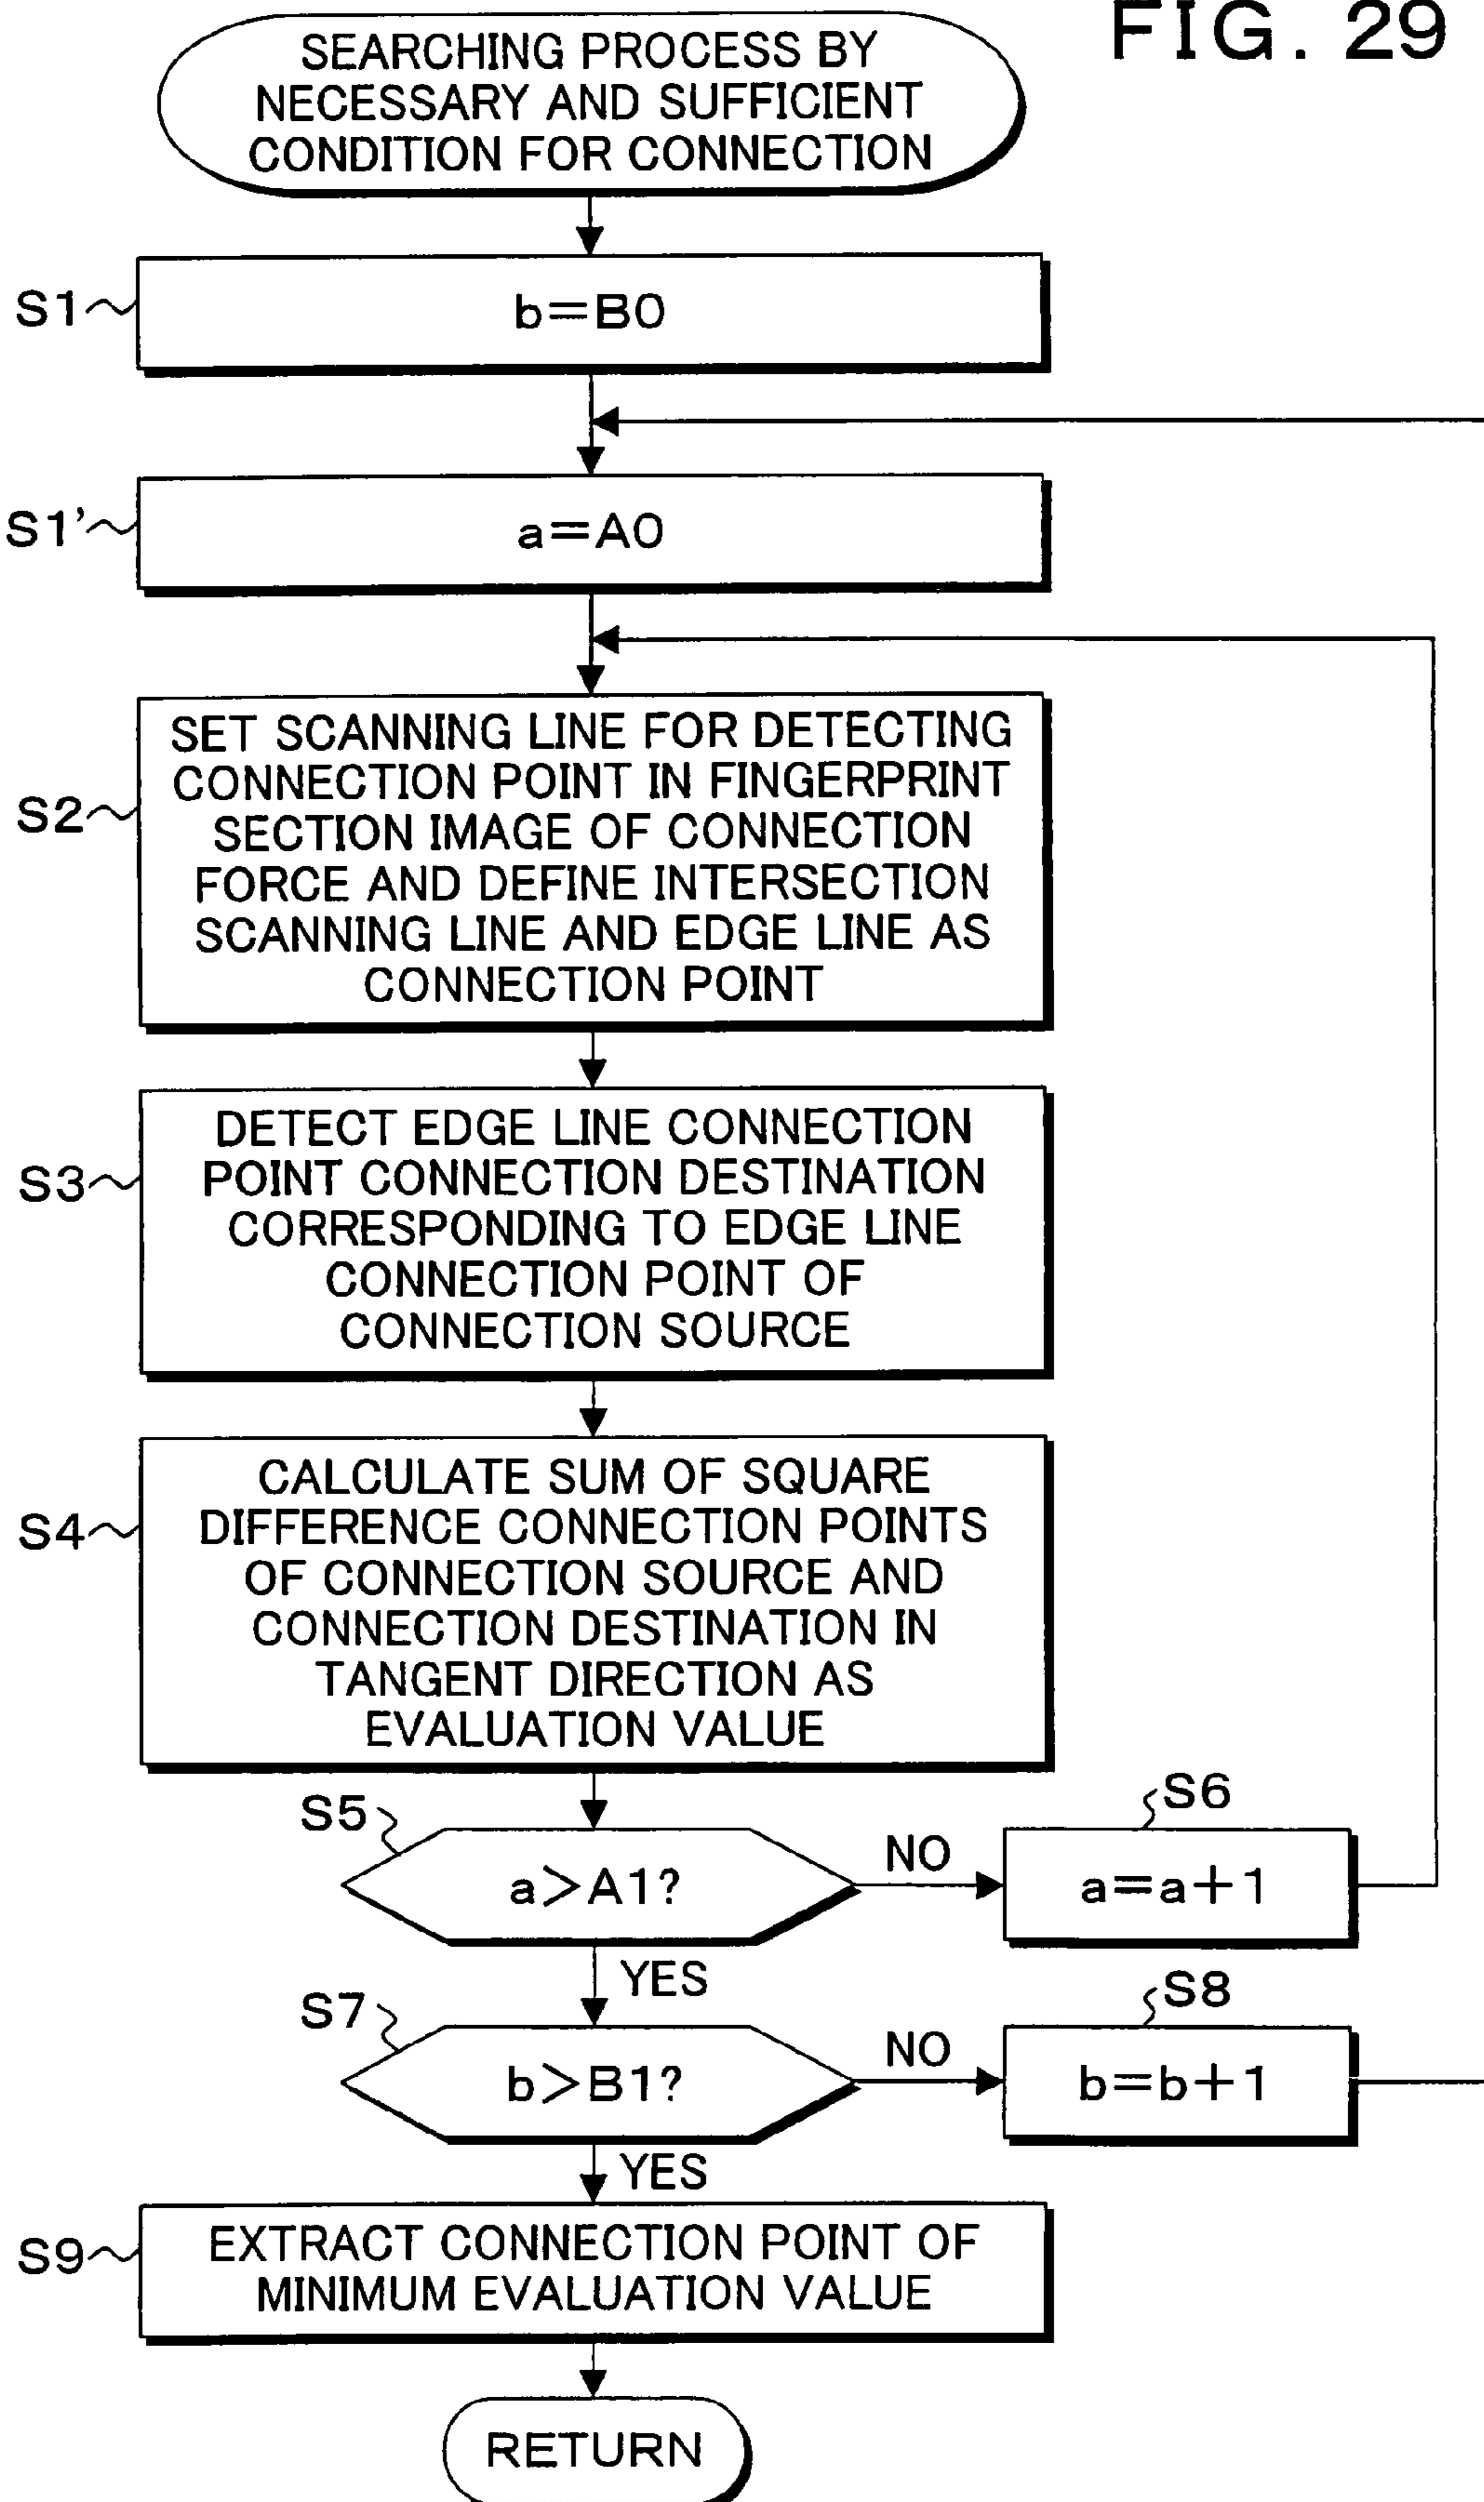 FIG. 29
SEARCHING PROCESS BY
NECESSARY AND SUFFICIENT
CONDITION FOR CONNECTION
S1
b=B0
S1'
a=A0
S2
SET SCANNING LINE FOR DETECTING
CONNECTION POINT IN FINGERPRINT
SECTION IMAGE OF CONNECTION
FORCE AND DEFINE INTERSECTION
SCANNING LINE AND EDGE LINE AS
CONNECTION POINT
S3
DETECT EDGE LINE CONNECTION
POINT CONNECTION DESTINATION
CORRESPONDING TO EDGE LINE
CONNECTION POINT OF
CONNECTION SOURCE
S4
CALCULATE SUM OF SQUARE
DIFFERENCE CONNECTION POINTS
OF CONNECTION SOURCE AND
CONNECTION DESTINATION IN
TANGENT DIRECTION AS
EVALUATION VALUE
S5
a>A1?
NO
S6
a=a+1
YES
S7
b>B1?
NO
S8
b=b+1
YES
S9
EXTRACT CONNECTION POINT OF
MINIMUM EVALUATION VALUE
RETURN